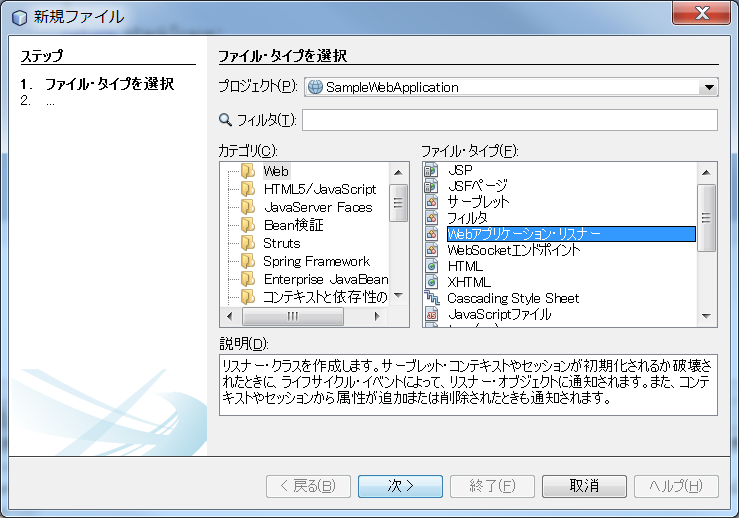 新規ファイル
ステップ
1. ファイル・タイプを選択
2. ...
ファイル・タイプを選択
プロジェクト(P): SampleWebApplication
フィルタ(I):
カテゴリ(C):
Web
HTML5/JavaScript
JavaServer Faces
Bean検証
Struts
Spring Framework
Enterprise JavaBean
コンテキストと依存性の
ファイル・タイプ(F):
JSP
JSFページ
サーブレット
フィルタ
Webアプリケーション・リスナー
WebSocketエンドポイント
HTML
XHTML
Cascading Style Sheet
JavaScriptファイル
説明(D):
リスナー・クラスを作成します。サーブレット・コンテキストやセッションが初期化されるか破壊さ
れたときに、ライフサイクル・イベントによって、リスナー・オブジェクトに通知されます。また、コンテ
キストやセッションから属性が追加または削除されたときも通知されます。
< 戻る(B)
次 >
終了(F)
取消
ヘルプ(H)